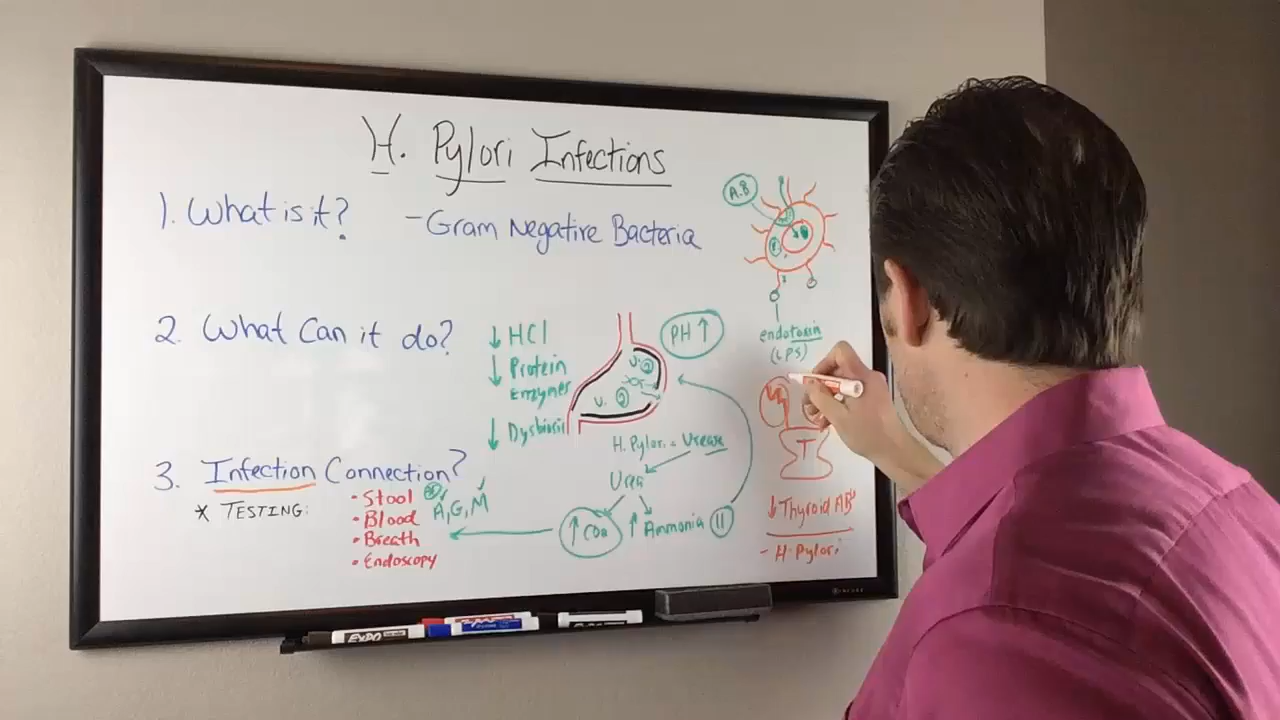 H. Pylori Infections
1. What is it?
- Gram Negative Bacteria
A.B
endotoxin
(LPS)
2. What Can it do?
↓ HCl
↓ Protein
Enzymes
↓ Dysbiosis
PH ↑
U.
U.
H. Pylori = Urease
Urea
↑ CO2
↑ Ammonia 11
3. Infection Connection?
* TESTING:
• Stool
• Blood
• Breath
• Endoscopy
A, G, M
T
↓ Thyroid AB's
- H. Pylori
EXPO